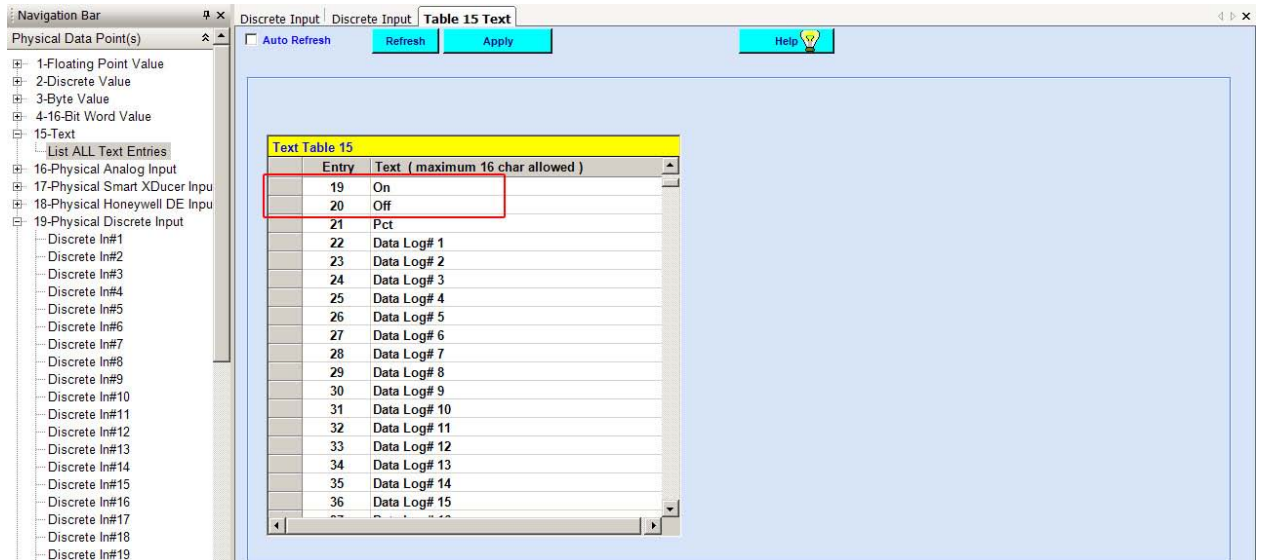 Navigation Bar
Physical Data Point(s)
1-Floating Point Value
2-Discrete Value
3-Byte Value
4-16-Bit Word Value
15-Text
List ALL Text Entries
16-Physical Analog Input
17-Physical Smart XDucer Inpu
18-Physical Honeywell DE Inpu
19-Physical Discrete Input
Discrete In#1
Discrete In#2
Discrete In#3
Discrete In#4
Discrete In#5
Discrete In#6
Discrete In#7
Discrete In#8
Discrete In#9
Discrete In#10
Discrete In#11
Discrete In#12
Discrete In#13
Discrete In#14
Discrete In#15
Discrete In#16
Discrete In#17
Discrete In#18
Discrete In#19
Discrete Input Discrete Input Table 15 Text
Auto Refresh Refresh Apply Help
Text Table 15
Entry Text ( maximum 16 char allowed )
19 On
20 Off
21 Pct
22 Data Log# 1
23 Data Log# 2
24 Data Log# 3
25 Data Log# 4
26 Data Log# 5
27 Data Log# 6
28 Data Log# 7
29 Data Log# 8
30 Data Log# 9
31 Data Log# 10
32 Data Log# 11
33 Data Log# 12
34 Data Log# 13
35 Data Log# 14
36 Data Log# 15